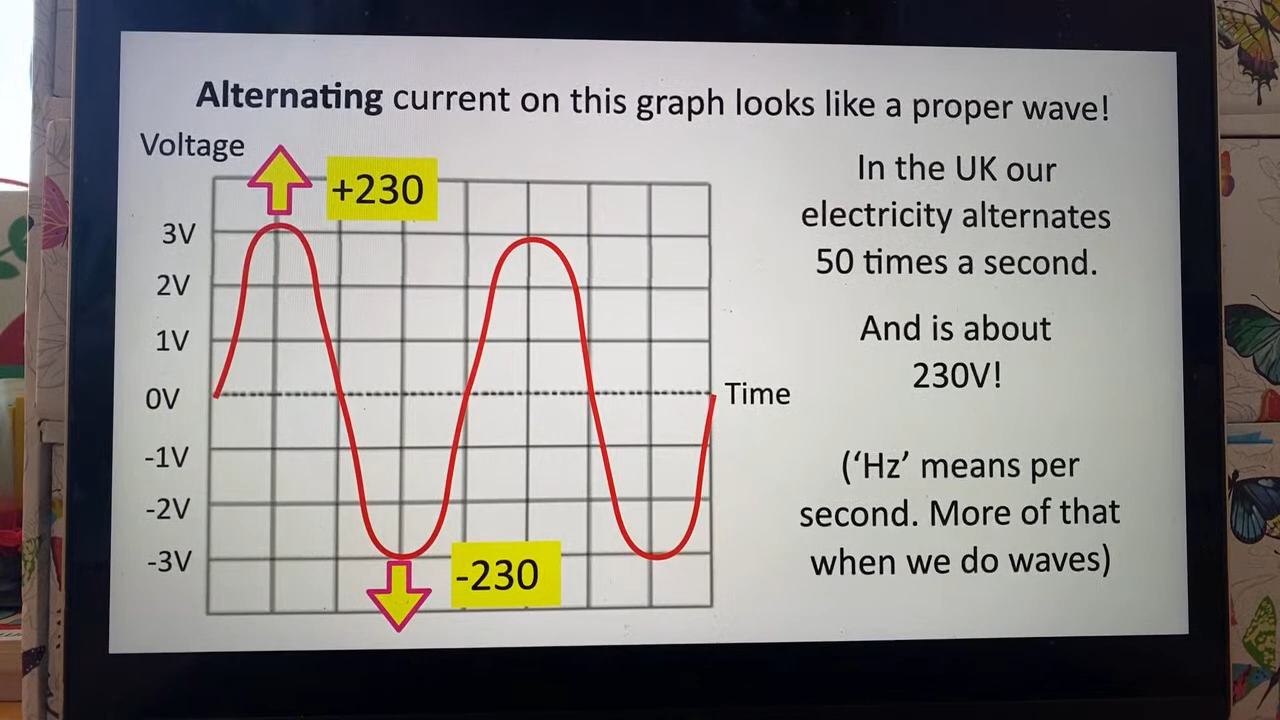 Alternating current on this graph looks like a proper wave!
Voltage
+230
3V
2V
1V
0V
-1V
-2V
-3V
Time
-230
In the UK our
electricity alternates
50 times a second.
And is about
230V!
(‘Hz’ means per
second. More of that
when we do waves)